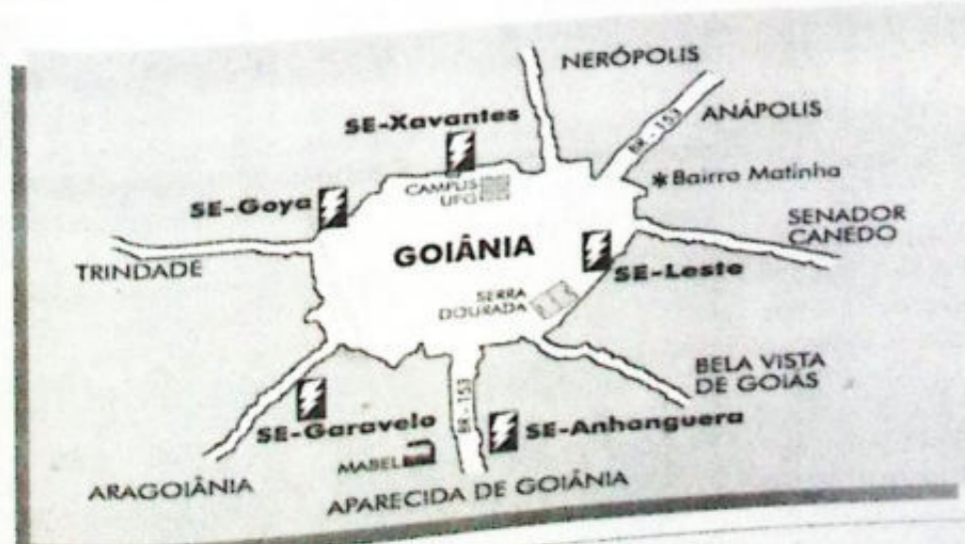 NERÓPOLIS
ANÁPOLIS
BR - 153
SE-Xavantes
CAMPUS
UFG
* Bairro Matinha
SE-Goya
SENADOR
CANEDO
GOIÂNIA
TRINDADE
SE-Leste
SERRA
DOURADA
BELA VISTA
DE GOIÁS
BR - 153
SE-Garavelo
SE-Anhanguera
MABEL
ARAGOIÂNIA
APARECIDA DE GOIÂNIA